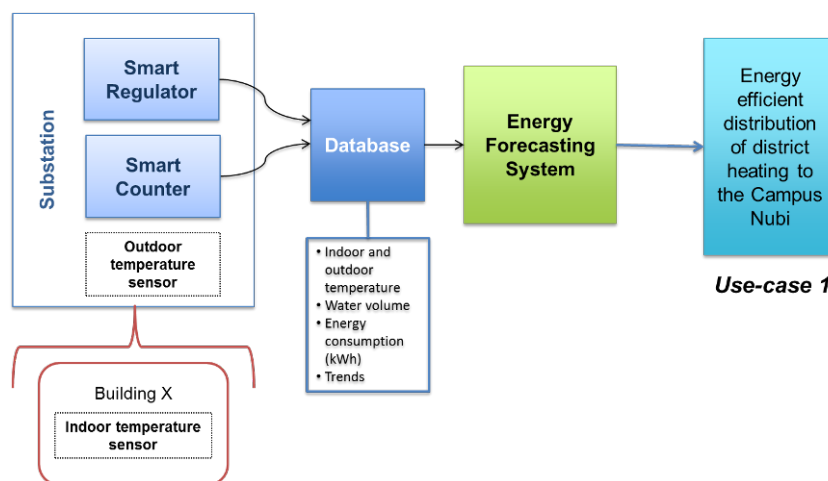 Substation
Smart
Regulator
Smart
Counter
Outdoor
temperature
sensor
Building X
Indoor temperature
sensor
Database
• Indoor and
outdoor
temperature
• Water volume
• Energy
consumption
(kWh)
• Trends
Energy
Forecasting
System
Energy
efficient
distribution
of district
heating to
the Campus
Nubi
Use-case 1